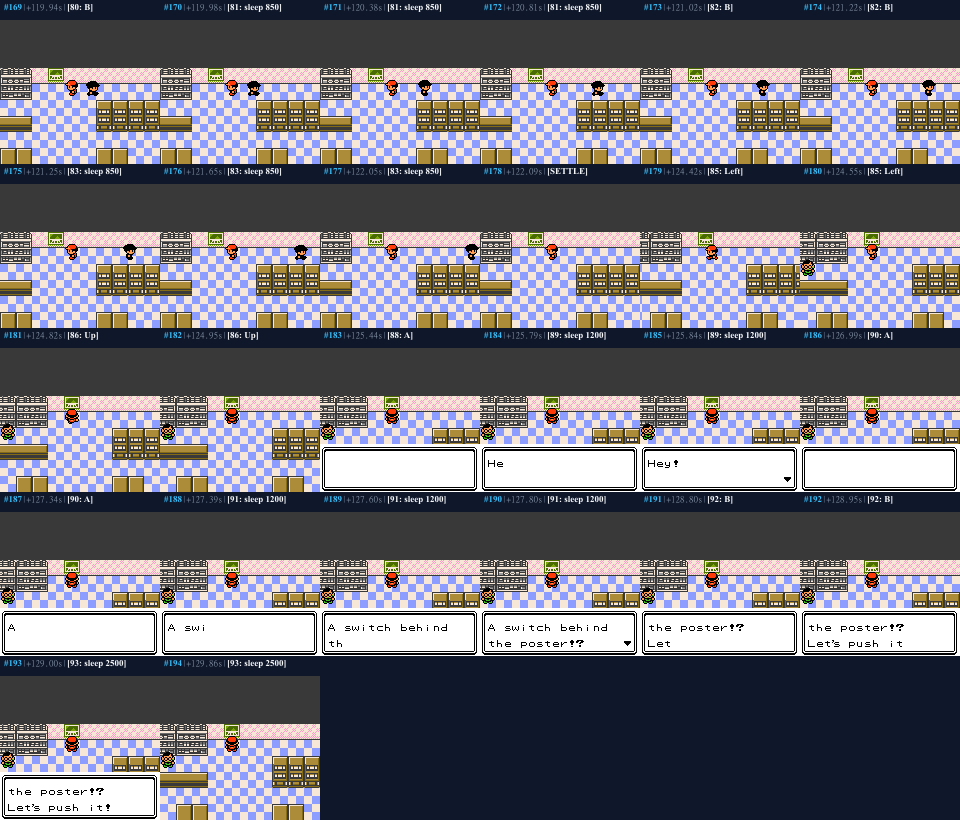 #169|+119.94s| [80: B]
#170|+119.98s| [81: sleep 850]
#171|+120.38s| [81: sleep 850]
#172|+120.81s| [81: sleep 850]
#173|+121.02s| [82: B]
#174|+121.22s| [82: B]
#175|+121.25s| [83: sleep 850]
#176|+121.65s| [83: sleep 850]
#177|+122.05s| [83: sleep 850]
#178|+122.09s| [SETTLE]
#179|+124.42s| [85: Left]
#180|+124.55s| [85: Left]
#181|+124.82s| [86: Up]
#182|+124.95s| [86: Up]
#183|+125.44s| [88: A]
#184|+125.79s| [89: sleep 1200]
#185|+125.84s| [89: sleep 1200]
#186|+126.99s| [90: A]
He
Hey!
#187|+127.34s| [90: A]
#188|+127.39s| [91: sleep 1200]
#189|+127.60s| [91: sleep 1200]
#190|+127.80s| [91: sleep 1200]
#191|+128.80s| [92: B]
#192|+128.95s| [92: B]
A
A swi
A switch behind
th
A switch behind
the poster!?
the poster!?
Let
the poster!?
Let's push it
#193|+129.00s| [93: sleep 2500]
#194|+129.86s| [93: sleep 2500]
the poster!?
Let's push it!